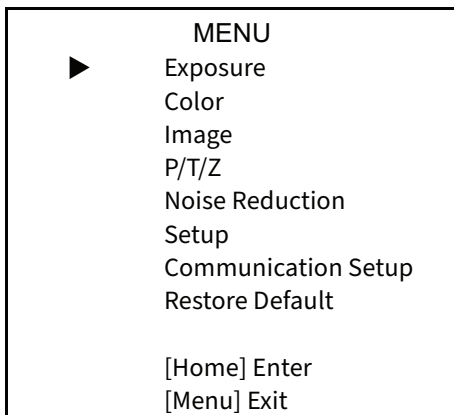 MENU
Exposure
Color
Image
P/T/Z
Noise Reduction
Setup
Communication Setup
Restore Default
[Home] Enter
[Menu] Exit